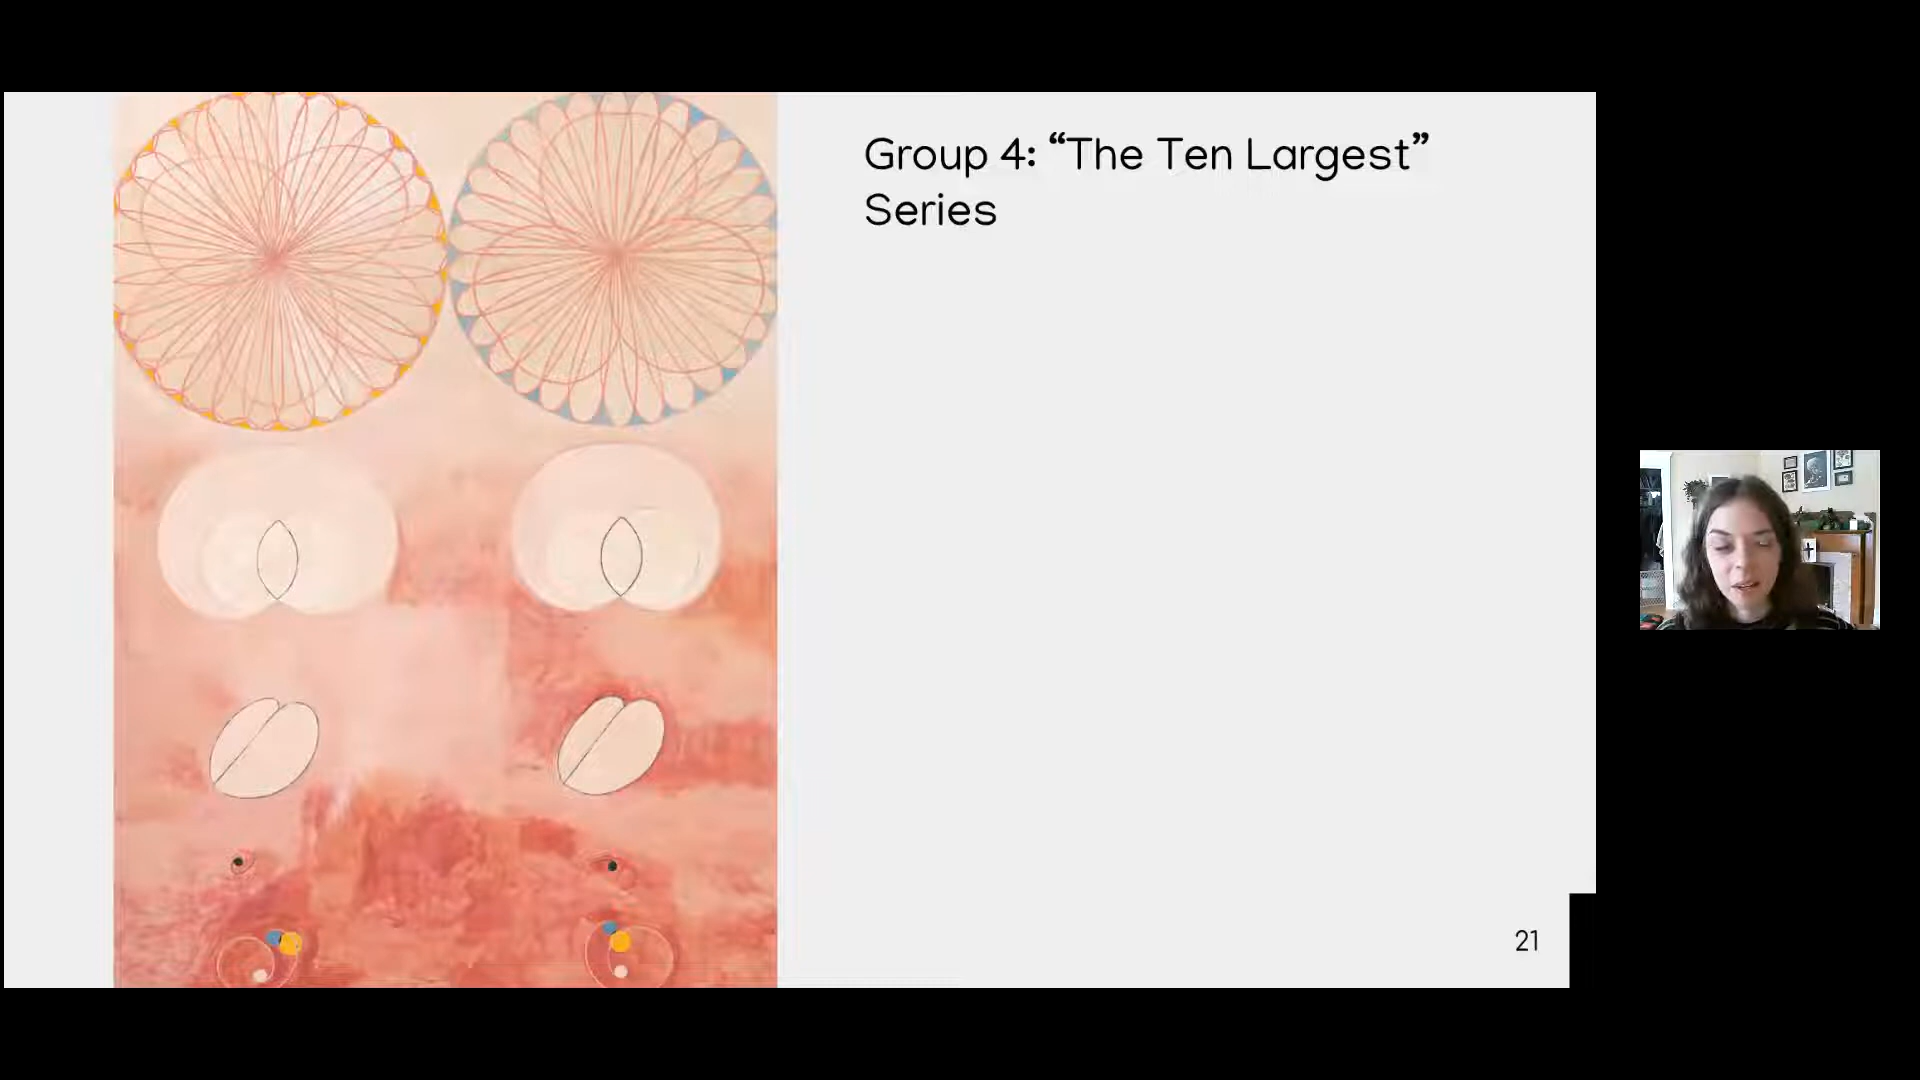 Group 4: “The Ten Largest”
Series
21